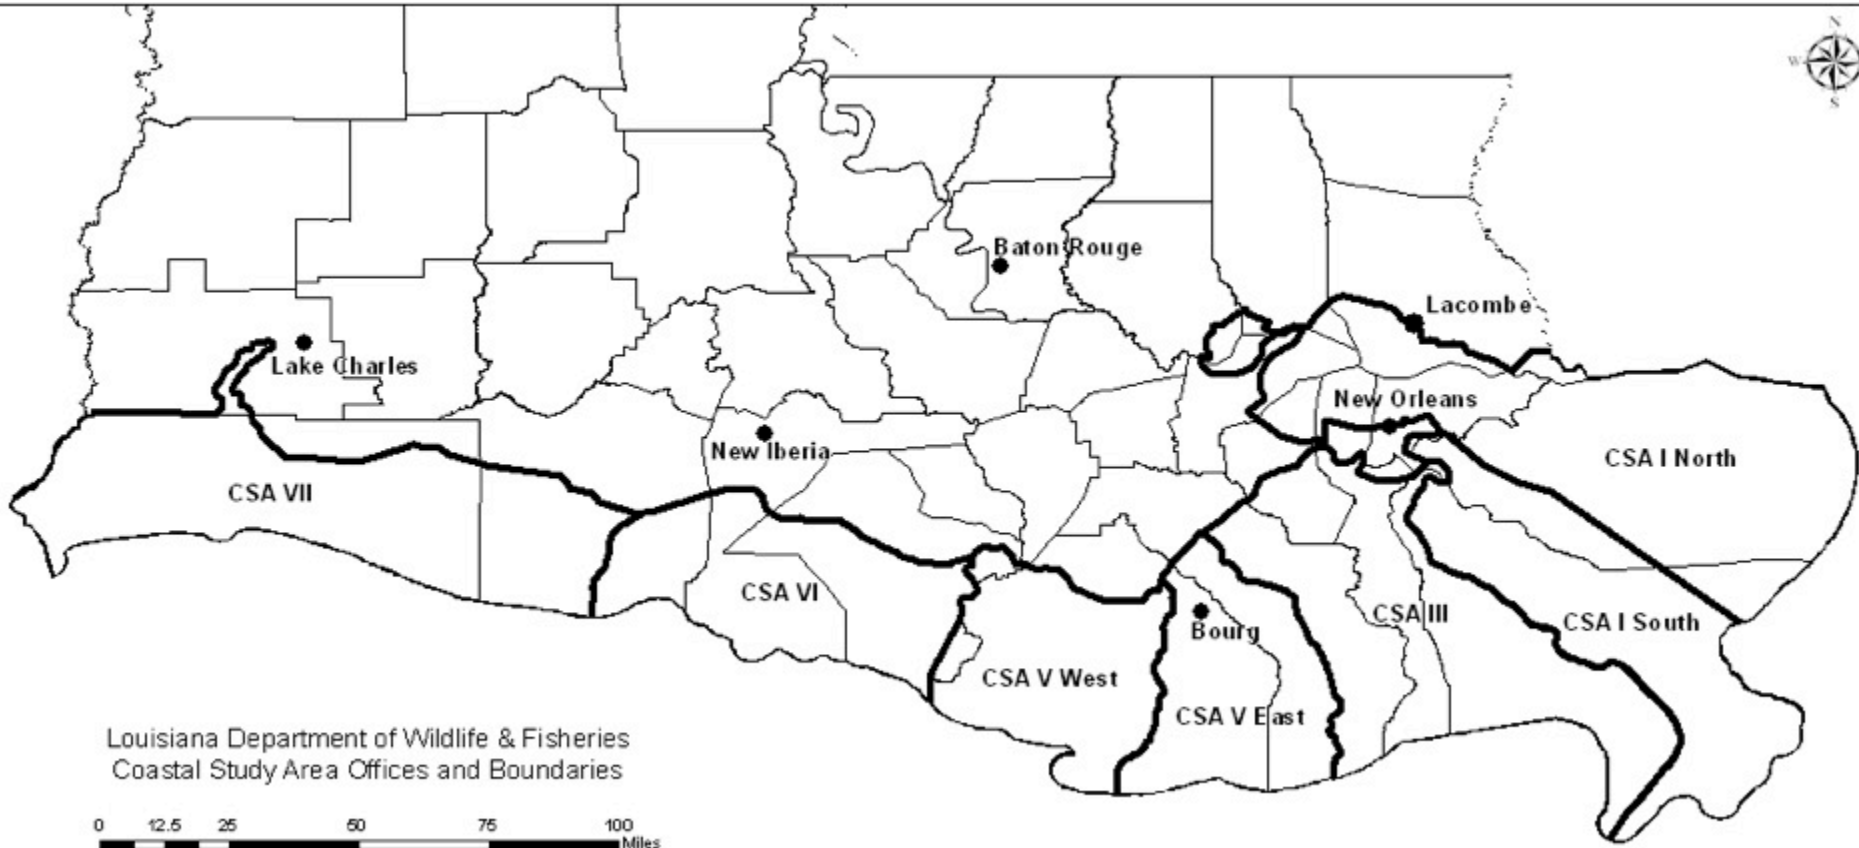 N
W
S
Baton Rouge
Lacombe
Lake Charles
New Orleans
New Iberia
CSA I North
CSA VII
CSA VI
CSA III
CSA I South
Bourg
CSA V West
CSA V East
Louisiana Department of Wildlife & Fisheries
Coastal Study Area Offices and Boundaries
0 12.5 25 50 75 100
Miles